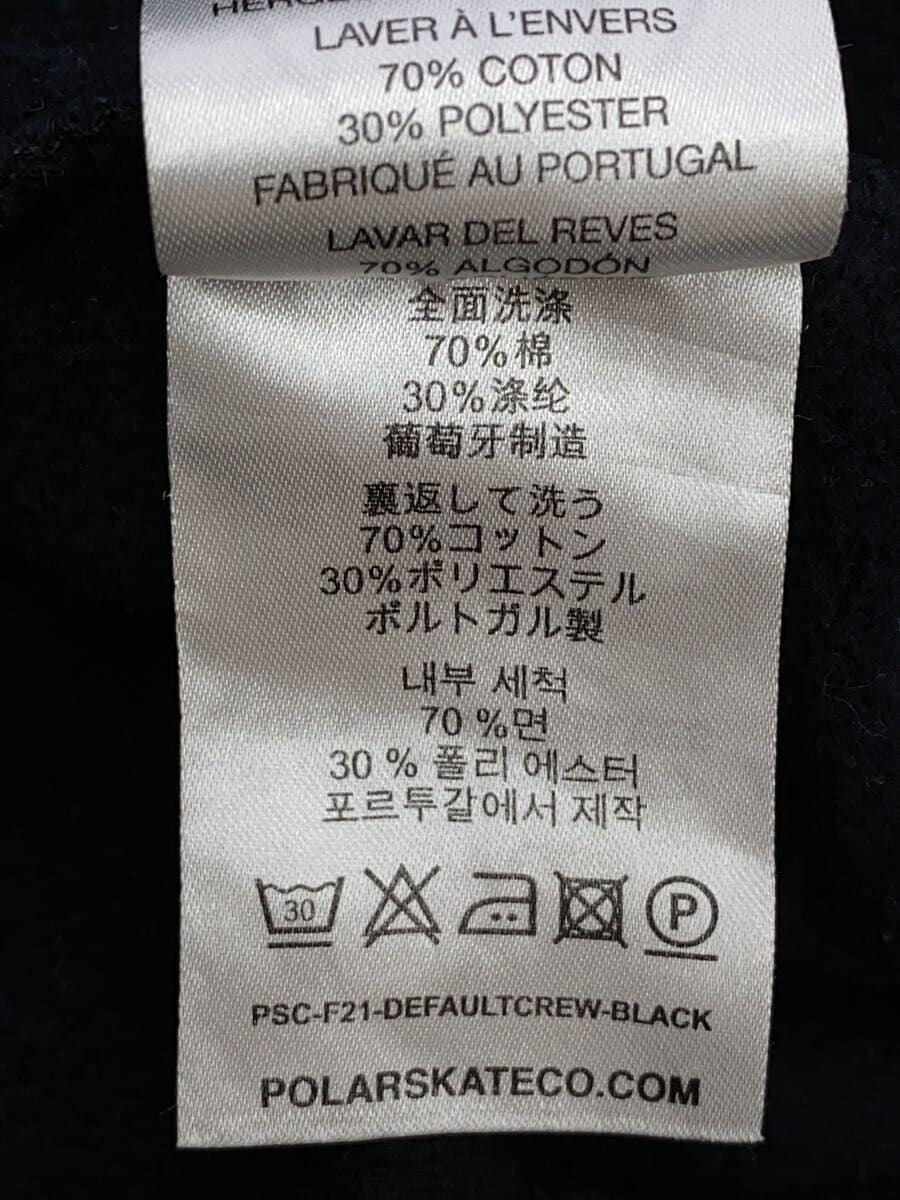 LAVER À L'ENVERS
70% COTON
30% POLYESTER
FABRIQUÉ AU PORTUGAL
LAVAR DEL REVES
70% ALGODÓN
全面洗涤
70%棉
30%涤纶
葡萄牙制造
裏返して洗う
70%コットン
30%ポリエステル
ポルトガル製
내부 세척
70 %면
30 % 폴리 에스터
포르투갈에서 제작
30
P
PSC-F21-DEFAULTCREW-BLACK
POLARSKATECO.COM